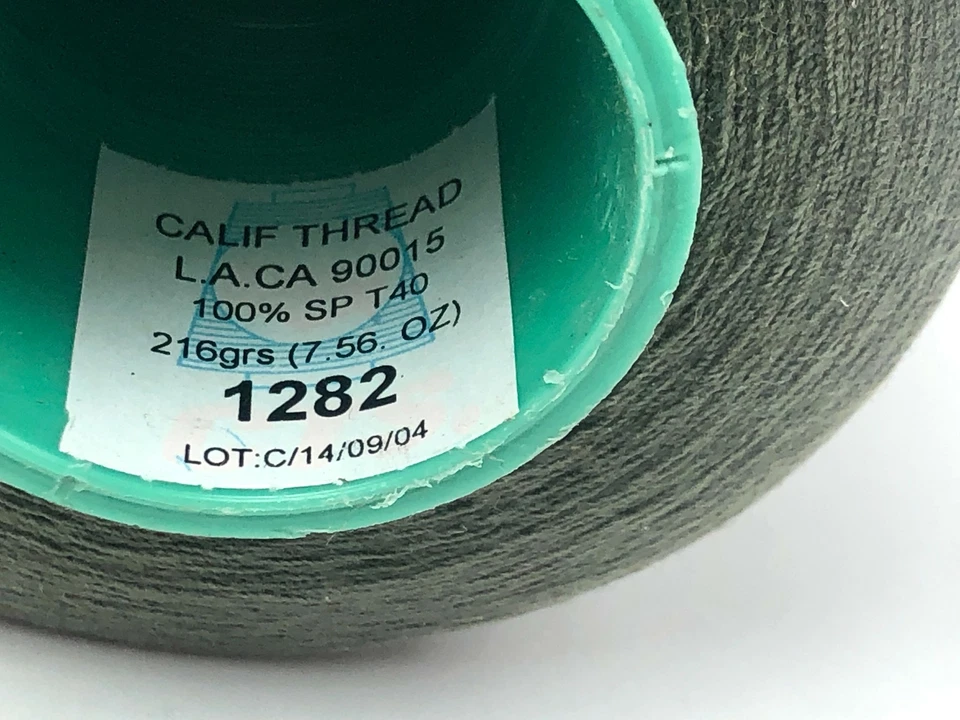 CALIF THREAD
L.A.CA 90015
100% SP T40
216grs (7.56. OZ)
1282
LOT:C/14/09/04